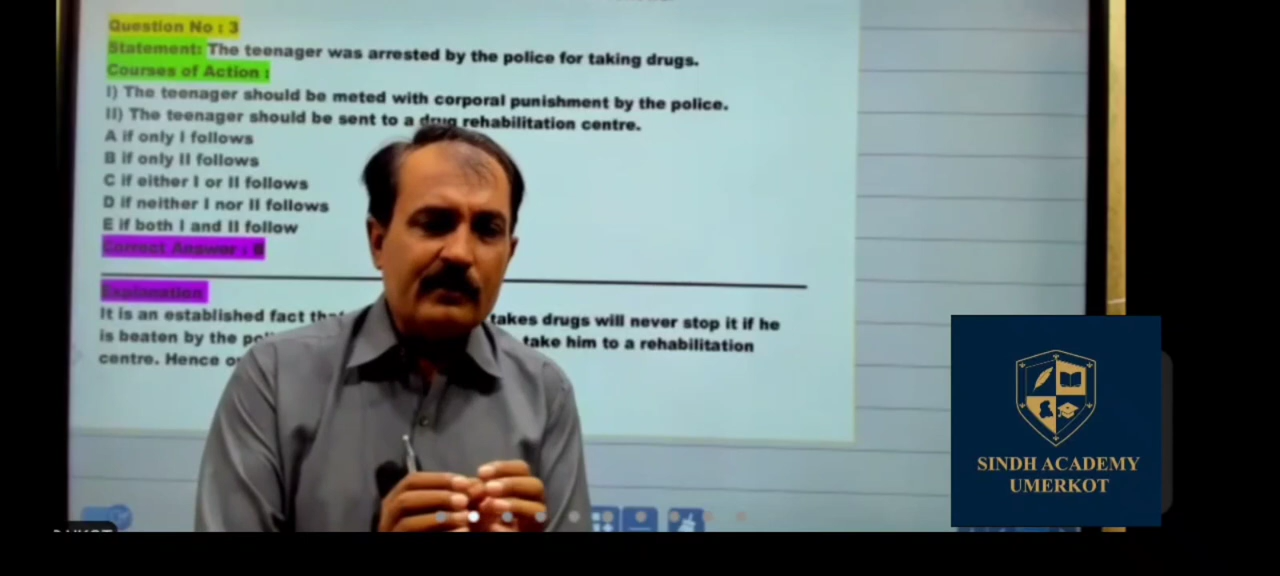 Question No : 3
Statement: The teenager was arrested by the police for taking drugs.
Courses of Action :
I) The teenager should be meted with corporal punishment by the police.
II) The teenager should be sent to a drug rehabilitation centre.
A if only I follows
B if only II follows
C if either I or II follows
D if neither I nor II follows
E if both I and II follow
Correct Answer :
Explanation
It is an established fact takes drugs will never stop it if he
is beaten by the take him to a rehabilitation
centre. Hence
SINDH ACADEMY
UMERKOT